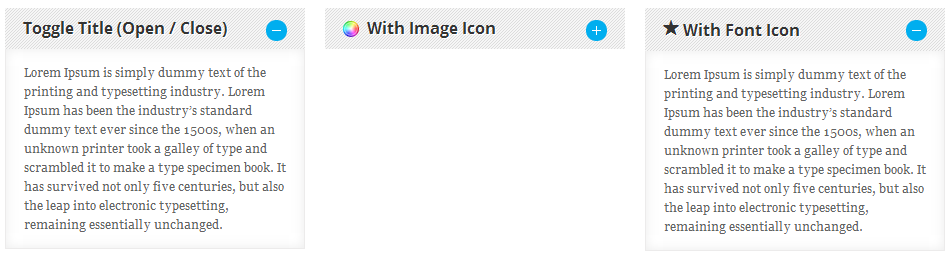 Toggle Title (Open / Close)
Lorem Ipsum is simply dummy text of the
printing and typesetting industry. Lorem
Ipsum has been the industry's standard
dummy text ever since the 1500s, when an
unknown printer took a galley of type and
scrambled it to make a type specimen book. It
has survived not only five centuries, but also
the leap into electronic typesetting,
remaining essentially unchanged.
With Image Icon
With Font Icon
Lorem Ipsum is simply dummy text of the
printing and typesetting industry. Lorem
Ipsum has been the industry's standard
dummy text ever since the 1500s, when an
unknown printer took a galley of type and
scrambled it to make a type specimen book. It
has survived not only five centuries, but also
the leap into electronic typesetting,
remaining essentially unchanged.